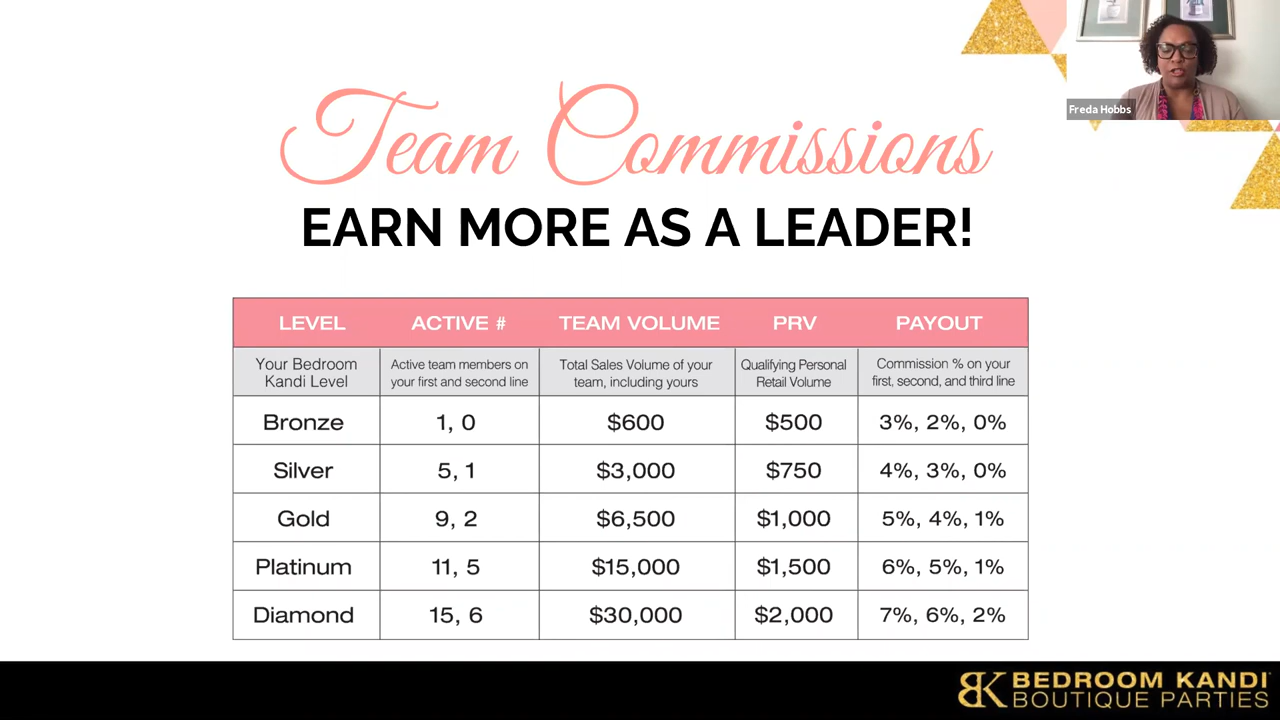 Team Commissions
EARN MORE AS A LEADER!
Freda Hobbs
LEVEL ACTIVE # TEAM VOLUME PRV PAYOUT
Your Bedroom Kandi Level
Active team members on your first and second line
Total Sales Volume of your team, including yours
Qualifying Personal Retail Volume
Commission % on your first, second, and third line
Bronze 1, 0 $600 $500 3%, 2%, 0%
Silver 5, 1 $3,000 $750 4%, 3%, 0%
Gold 9, 2 $6,500 $1,000 5%, 4%, 1%
Platinum 11, 5 $15,000 $1,500 6%, 5%, 1%
Diamond 15, 6 $30,000 $2,000 7%, 6%, 2%
BK BEDROOM KANDI
BOUTIQUE PARTIES